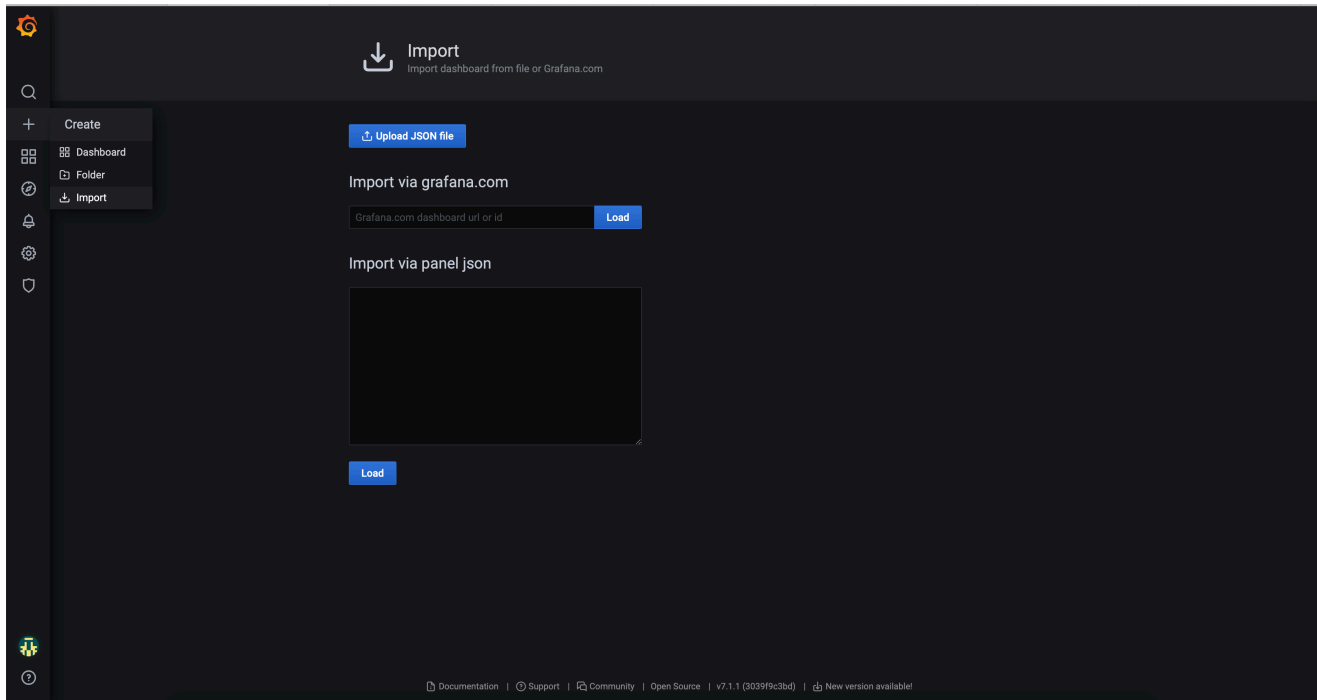 Import
Import dashboard from file or Grafana.com
Create
Dashboard
Folder
Import
Upload JSON file
Import via grafana.com
Grafana.com dashboard url or id
Load
Import via panel json
Load
Documentation | Support | Community | Open Source | v7.1.1 (3039f9c3bd) | New version available!